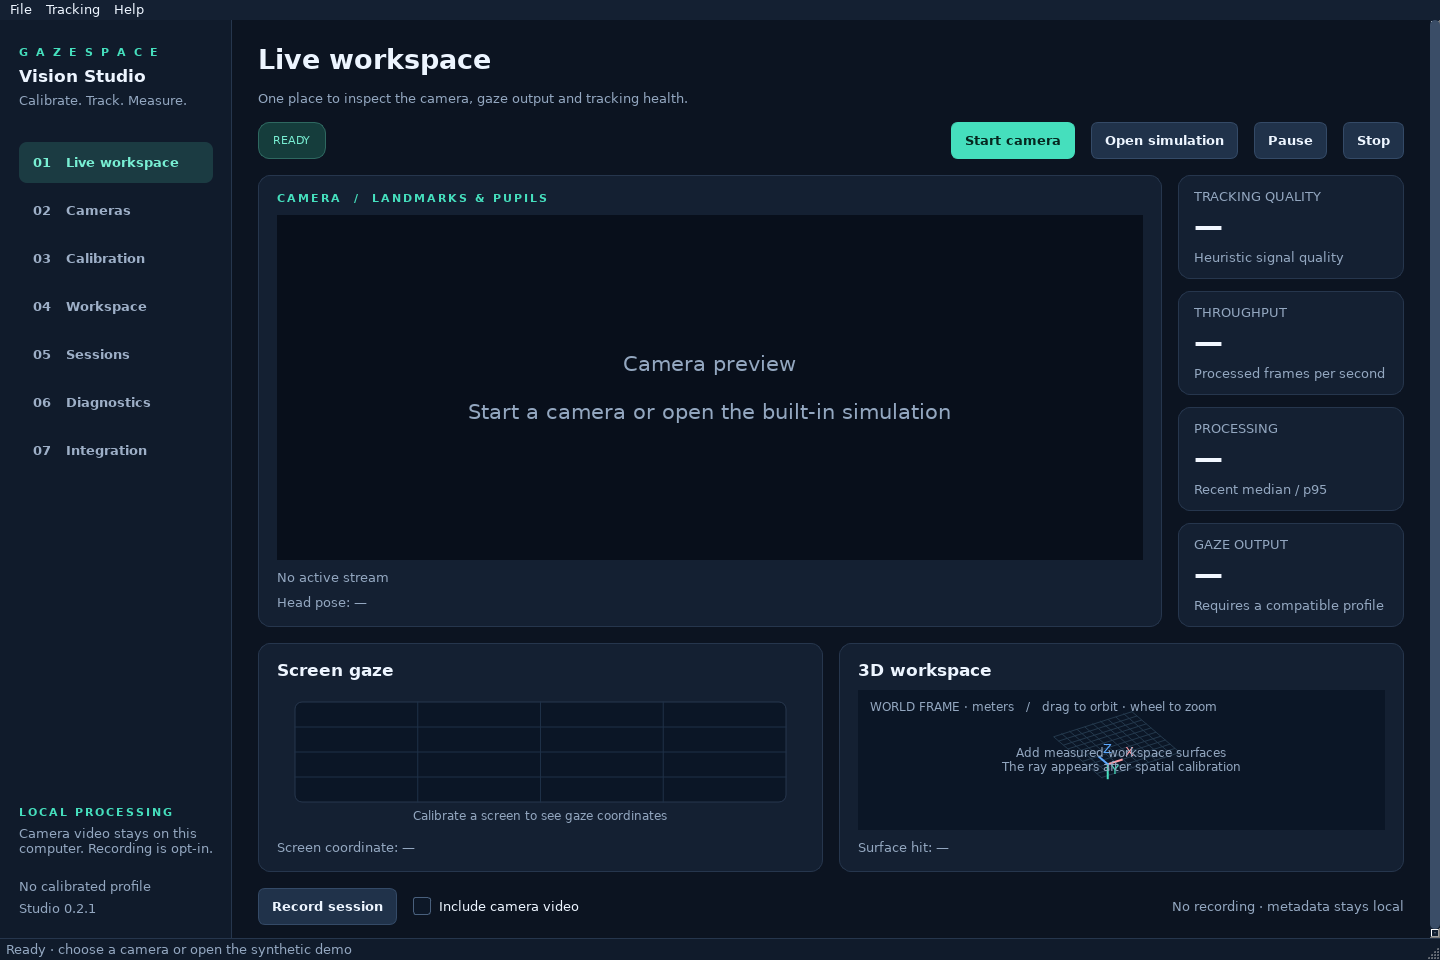 File Tracking Help
GAZESPACE
Vision Studio
Calibrate. Track. Measure.
01 Live workspace
02 Cameras
03 Calibration
04 Workspace
05 Sessions
06 Diagnostics
07 Integration
LOCAL PROCESSING
Camera video stays on this
computer. Recording is opt-in.
No calibrated profile
Studio 0.2.1
Live workspace
One place to inspect the camera, gaze output and tracking health.
READY
Start camera
Open simulation
Pause
Stop
CAMERA / LANDMARKS & PUPILS
Camera preview
Start a camera or open the built-in simulation
No active stream
Head pose: —
TRACKING QUALITY
—
Heuristic signal quality
THROUGHPUT
—
Processed frames per second
PROCESSING
—
Recent median / p95
GAZE OUTPUT
—
Requires a compatible profile
Screen gaze
Calibrate a screen to see gaze coordinates
Screen coordinate: —
3D workspace
WORLD FRAME · meters / drag to orbit · wheel to zoom
Z X
Add measured workspace surfaces
The ray appears after spatial calibration
Y
Surface hit: —
Record session
Include camera video
No recording · metadata stays local
Ready · choose a camera or open the synthetic demo